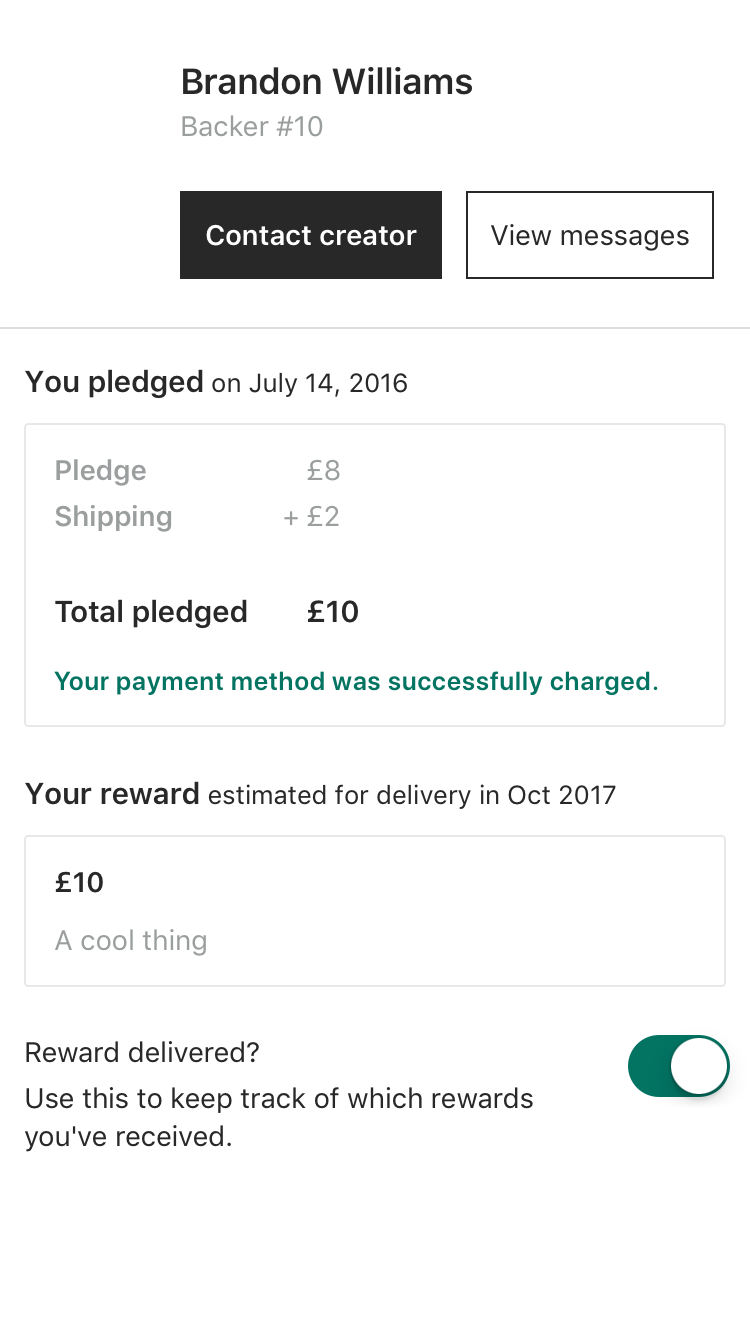 Brandon Williams
Backer #10
Contact creator
View messages
You pledged on July 14, 2016
Pledge £8
Shipping + £2
Total pledged £10
Your payment method was successfully charged.
Your reward estimated for delivery in Oct 2017
£10
A cool thing
Reward delivered?
Use this to keep track of which rewards
you've received.